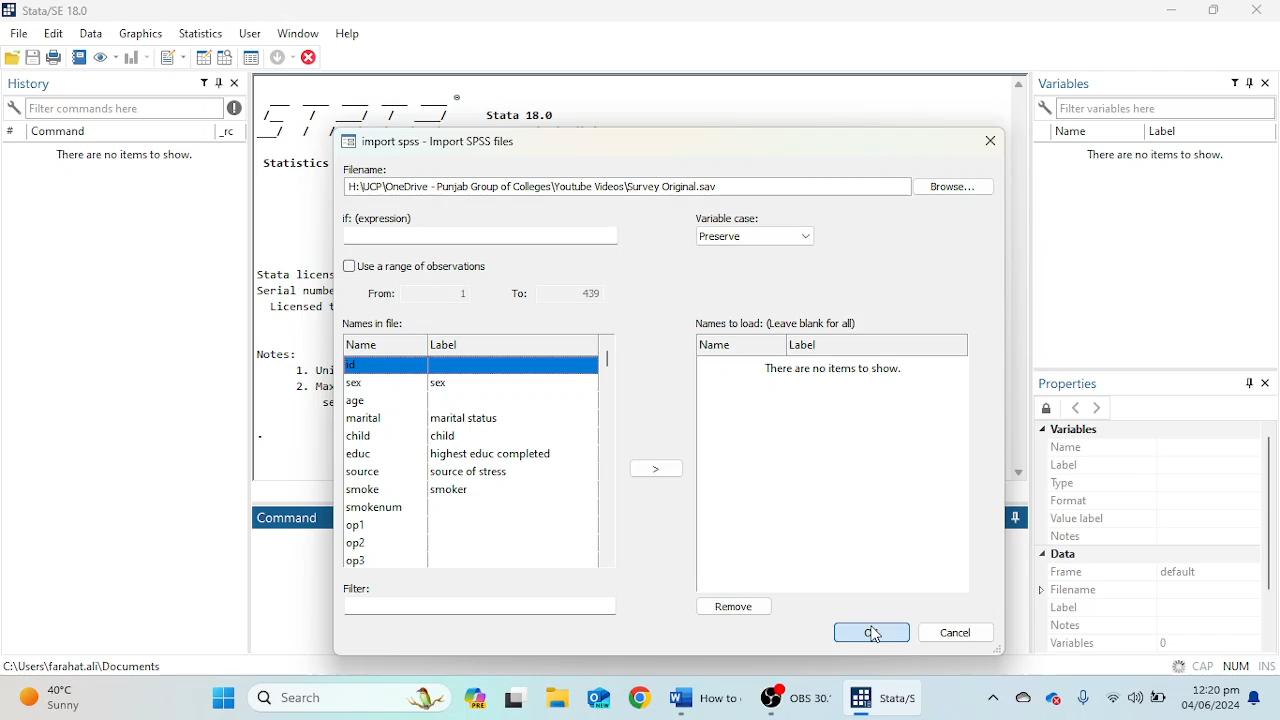 Stata/SE 18.0
File Edit Data Graphics Statistics User Window Help
History
Filter commands here
# Command _rc
There are no items to show.
Stata 18.0
Statistics
Stata licens
Serial numbe
Licensed t
Notes:
1. Uni
2. Max
se
.
Command
import spss - Import SPSS files
Filename:
H:\UCP\OneDrive - Punjab Group of Colleges\Youtube Videos\Survey Original.sav Browse...
if: (expression) Variable case:
Preserve
Use a range of observations
From: 1 To: 439
Names in file: Names to load: (Leave blank for all)
Name Label Name Label
id There are no items to show.
sex sex
age
marital marital status
child child
educ highest educ completed
source source of stress
>
smoke smoker
smokenum
op1
op2
op3
Filter:
Remove
Cancel
Variables
Filter variables here
Name Label
There are no items to show.
Properties
Variables
Name
Label
Type
Format
Value label
Notes
Data
Frame default
Filename
Label
Notes
Variables 0
C:\Users\farahat.ali\Documents CAP NUM INS
40°C
Sunny
Search
PRE
NEW
How to
OBS 30.
Stata/S
12:20 pm
04/06/2024